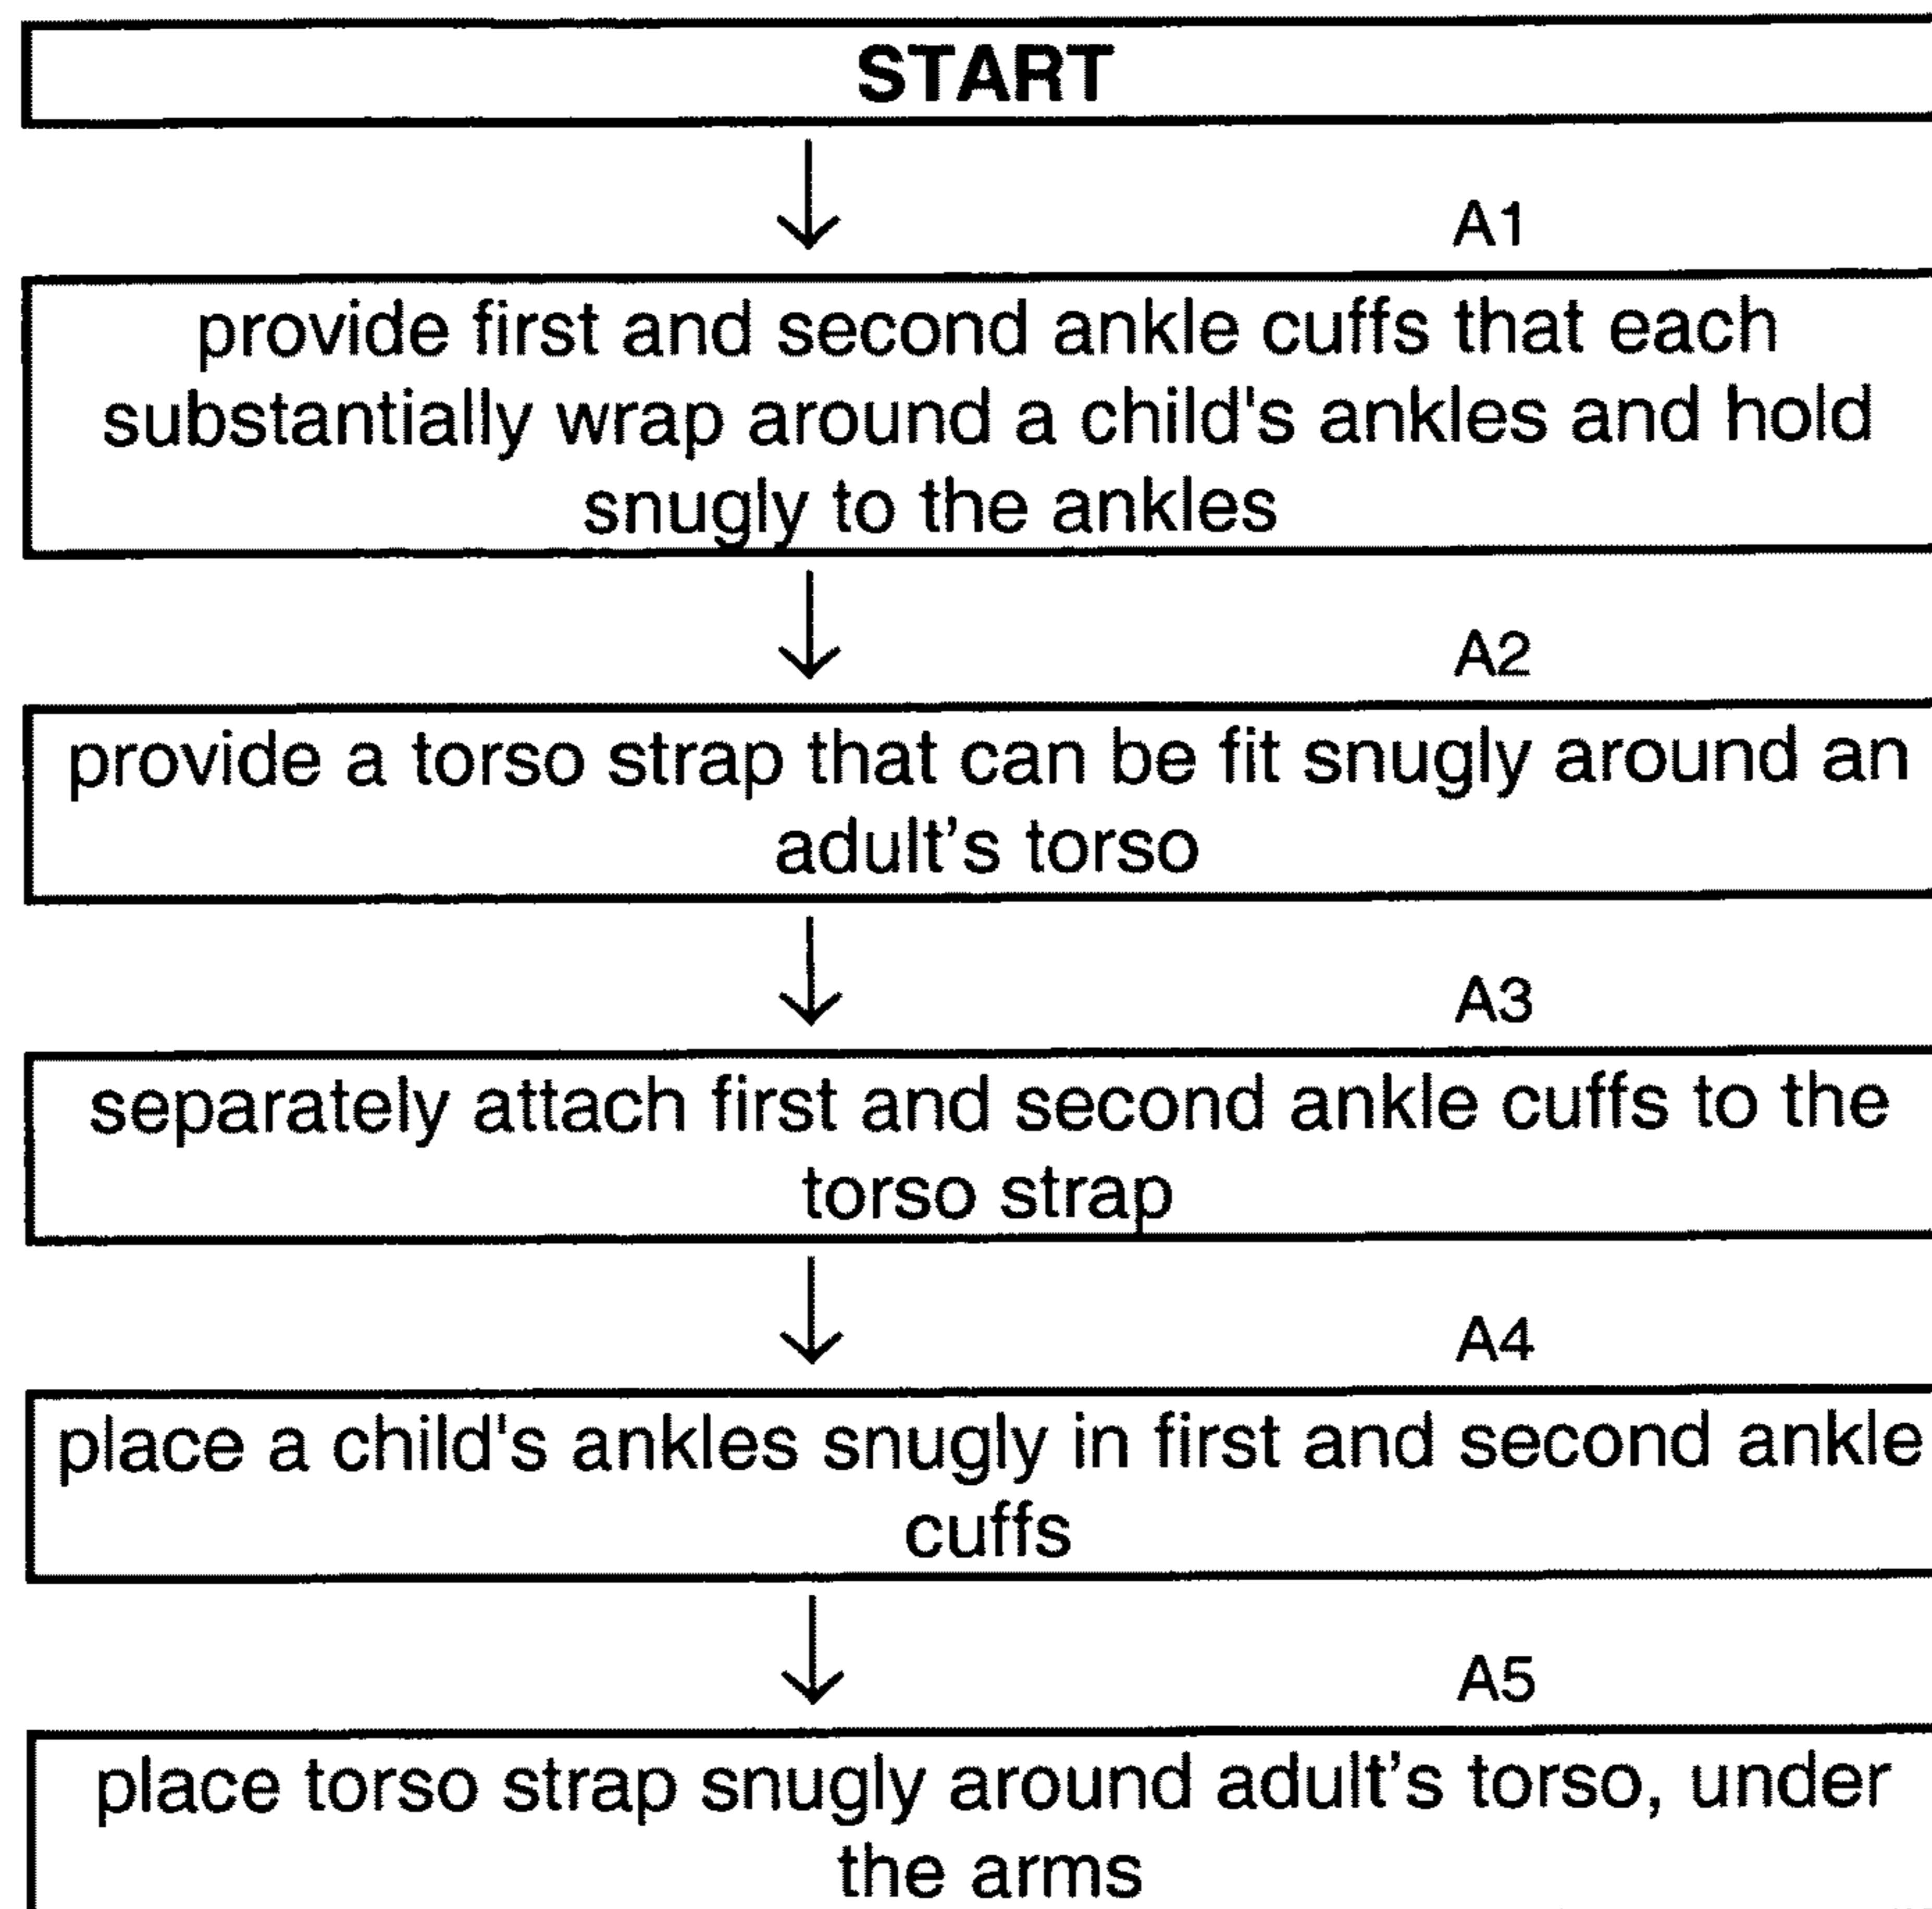 START
A1
provide first and second ankle cuffs that each
substantially wrap around a child's ankles and hold
snugly to the ankles
A2
provide a torso strap that can be fit snugly around an
adult’s torso
A3
separately attach first and second ankle cuffs to the
torso strap
A4
place a child's ankles snugly in first and second ankle
cuffs
A5
place torso strap snugly around adult’s torso, under
the arms